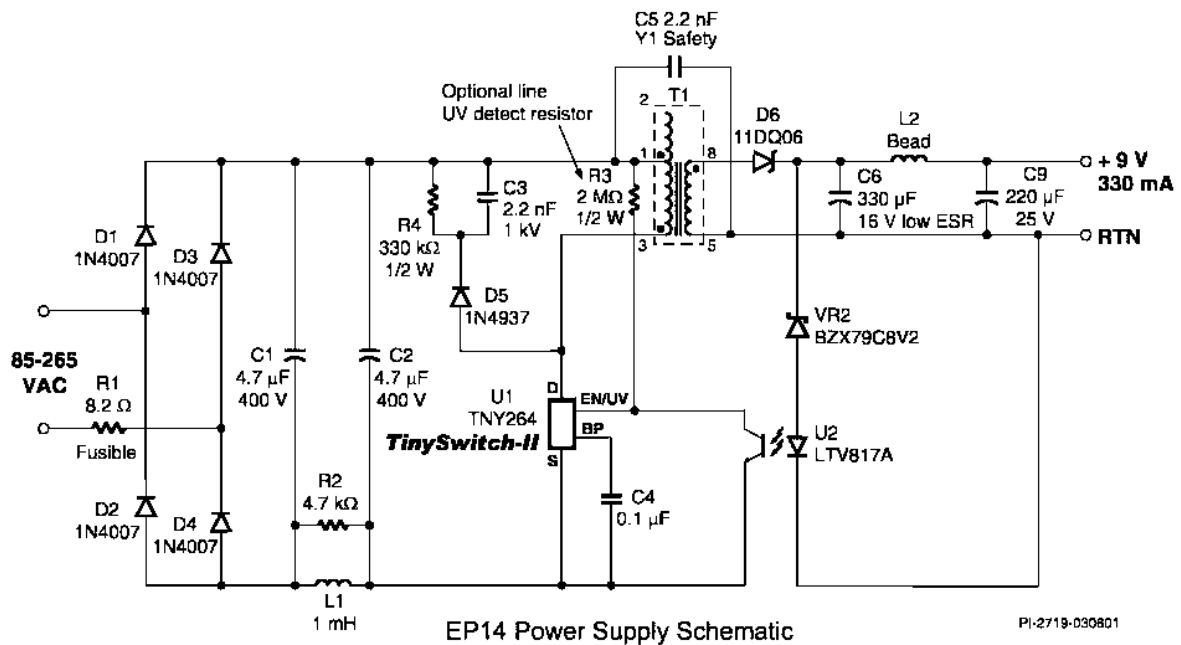 C5 2.2 nF
Y1 Safety
Optional line
UV detect resistor
2
T1
D6
11DQ06
L2
Bead
1
8
+ 9 V
330 mA
R3
2 MΩ
1/2 W
C3
2.2 nF
1 kV
C6
330 µF
16 V low ESR
C9
220 µF
25 V
R4
330 kΩ
1/2 W
D1
1N4007
D3
1N4007
3
5
RTN
D5
1N4937
VR2
BZX79C8V2
85-265
VAC
C1
4.7 µF
400 V
C2
4.7 µF
400 V
R1
8.2 Ω
Fusible
U1
TNY264
TinySwitch-II
D
EN/UV
BP
S
U2
LTV817A
R2
4.7 kΩ
C4
0.1 µF
D2
1N4007
D4
1N4007
L1
1 mH
EP14 Power Supply Schematic
PI-2719-030801